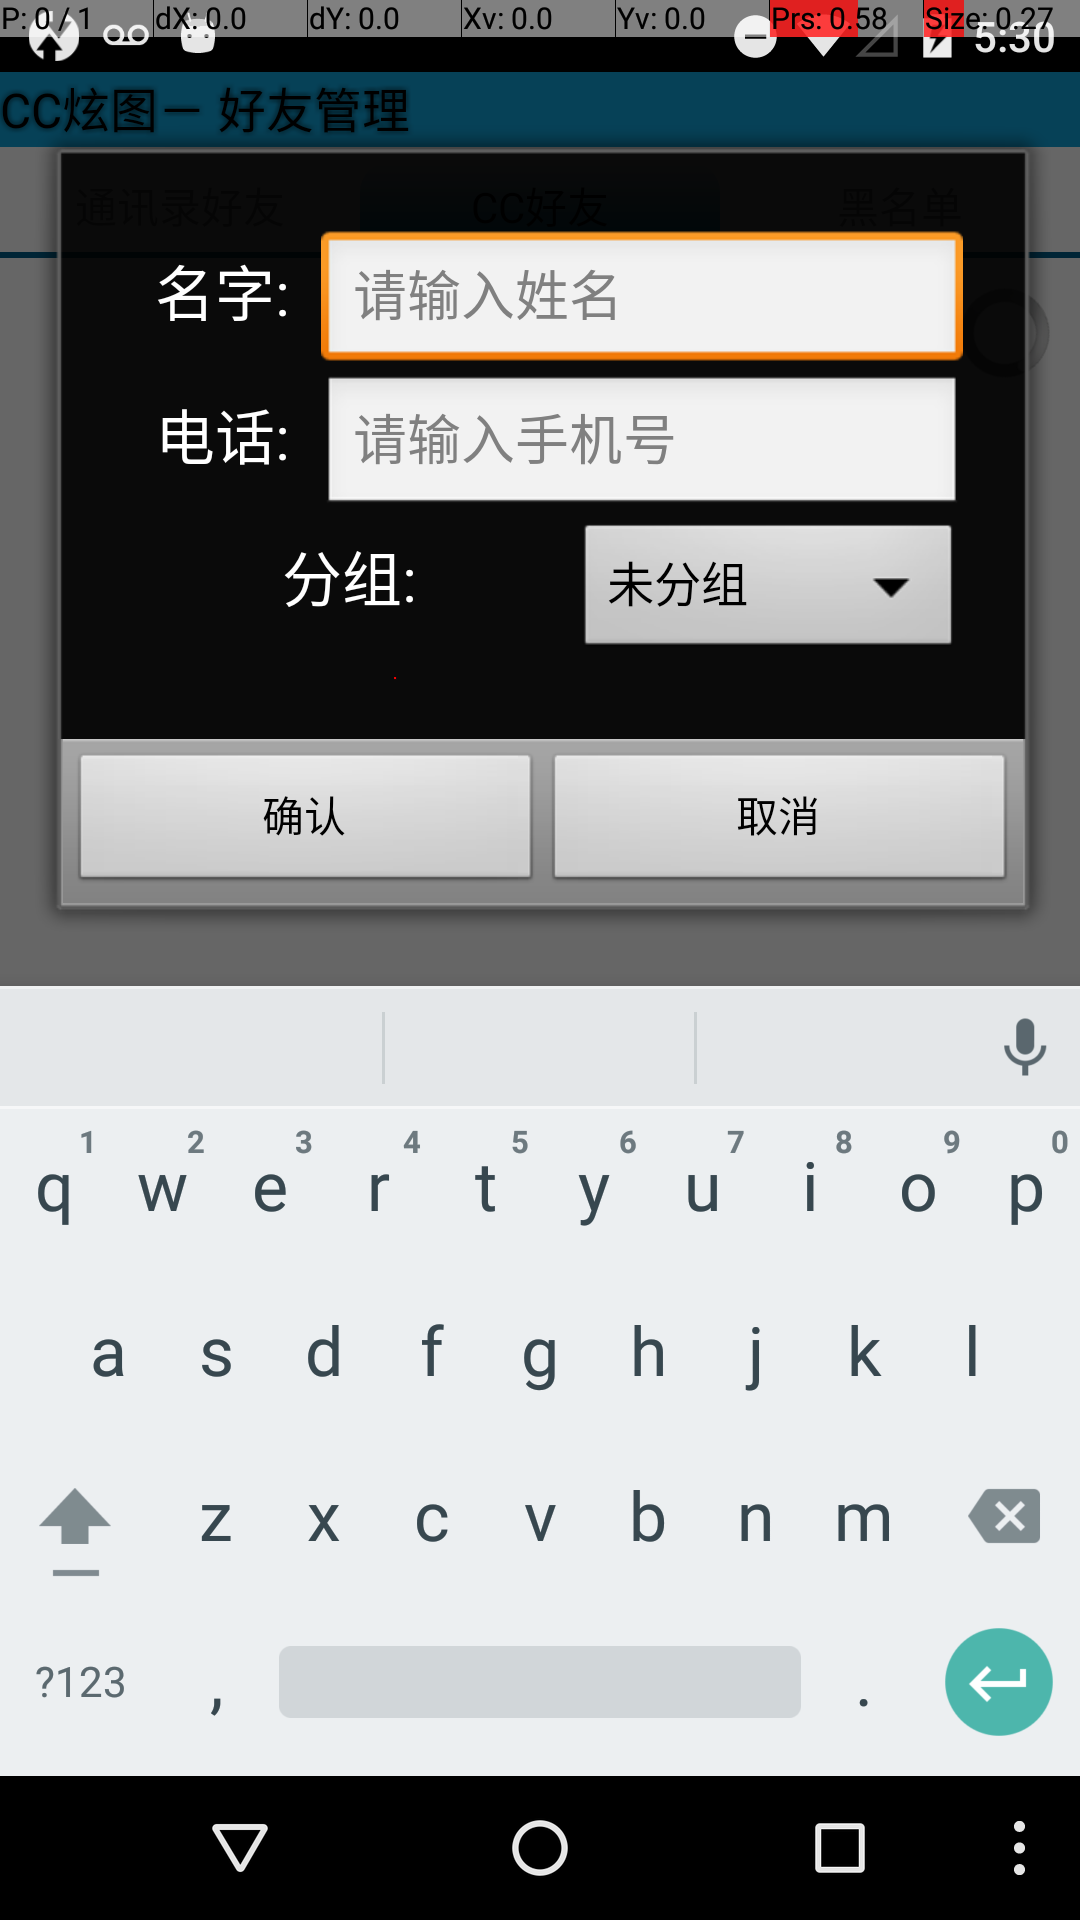 P: 0 / 1 dX: 0.0 dY: 0.0 Xv: 0.0 Yv: 0.0 Prs: 0.58 Size: 0.27
5:30
CC炫图－ 好友管理
通讯录好友 CC好友 黑名单
名字: 请输入姓名
电话: 请输入手机号
分组: 未分组
确认 取消
1 2 3 4 5 6 7 8 9 0
q w e r t y u i o p
a s d f g h j k l
z x c v b n m
?123 , .